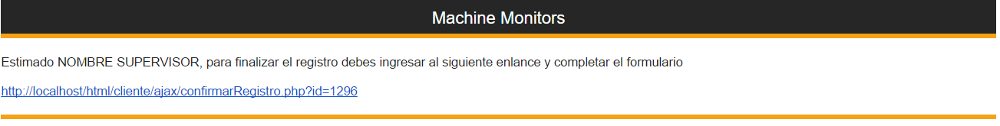 Machine Monitors
Estimado NOMBRE SUPERVISOR, para finalizar el registro debes ingresar al siguiente enlance y completar el formulario
http://localhost/html/cliente/ajax/confirmarRegistro.php?id=1296